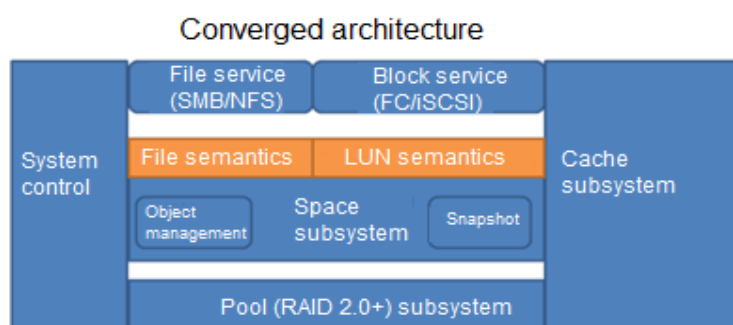 Converged architecture
File service
(SMB/NFS)
Block service
(FC/iSCSI)
System
control
File semantics
LUN semantics
Cache
subsystem
Object
management
Space
subsystem
Snapshot
Pool (RAID 2.0+) subsystem